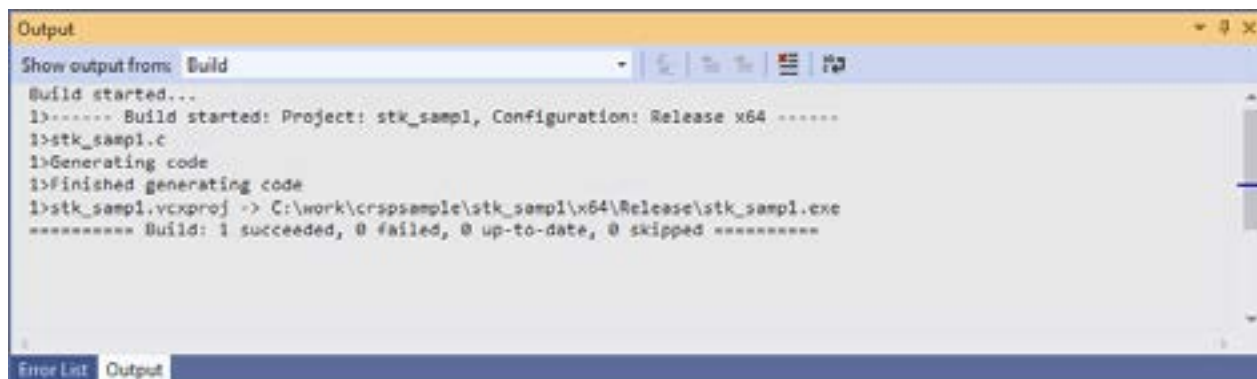 Output
Show output from: Build
Build started...
1>------ Build started: Project: stk_samp1, Configuration: Release x64 ------
1>stk_samp1.c
1>Generating code
1>Finished generating code
1>stk_samp1.vcxproj -> C:\work\crspsample\stk_samp1\x64\Release\stk_samp1.exe
========== Build: 1 succeeded, 0 failed, 0 up-to-date, 0 skipped ==========
Error List Output